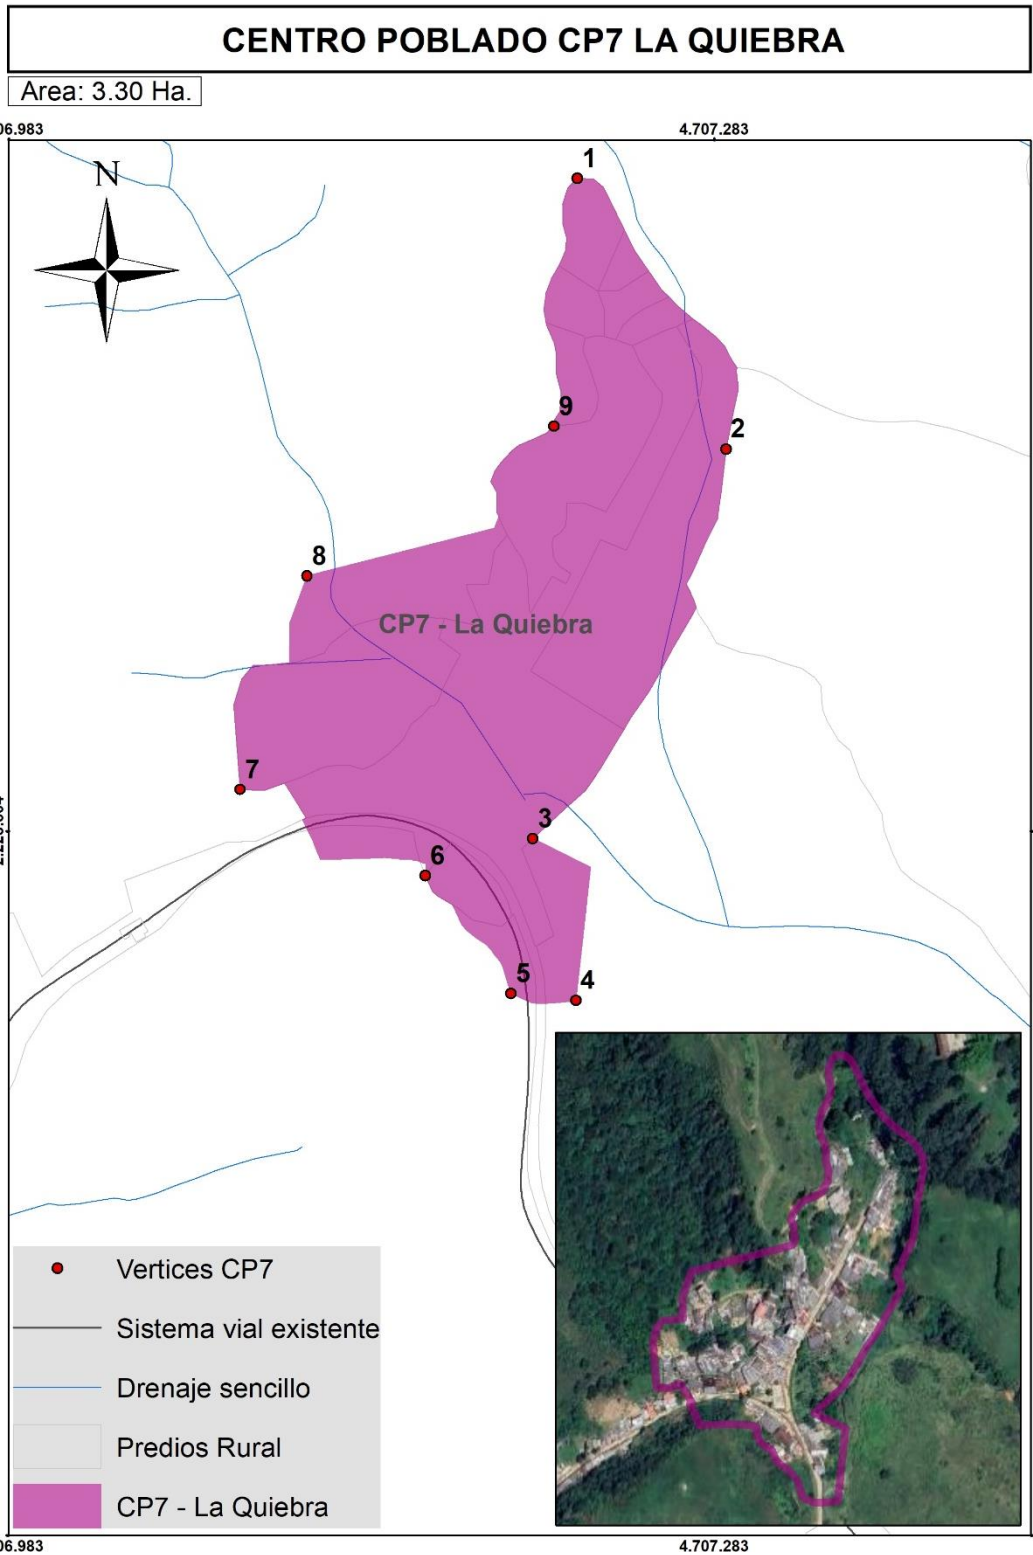 CENTRO POBLADO CP7 LA QUIEBRA
Area: 3.30 Ha.
06.983
4.707.283
N
1
9
2
8
CP7 - La Quiebra
7
3
6
5
4
Vertices CP7
Sistema vial existente
Drenaje sencillo
Predios Rural
CP7 - La Quiebra
06.983
4.707.283